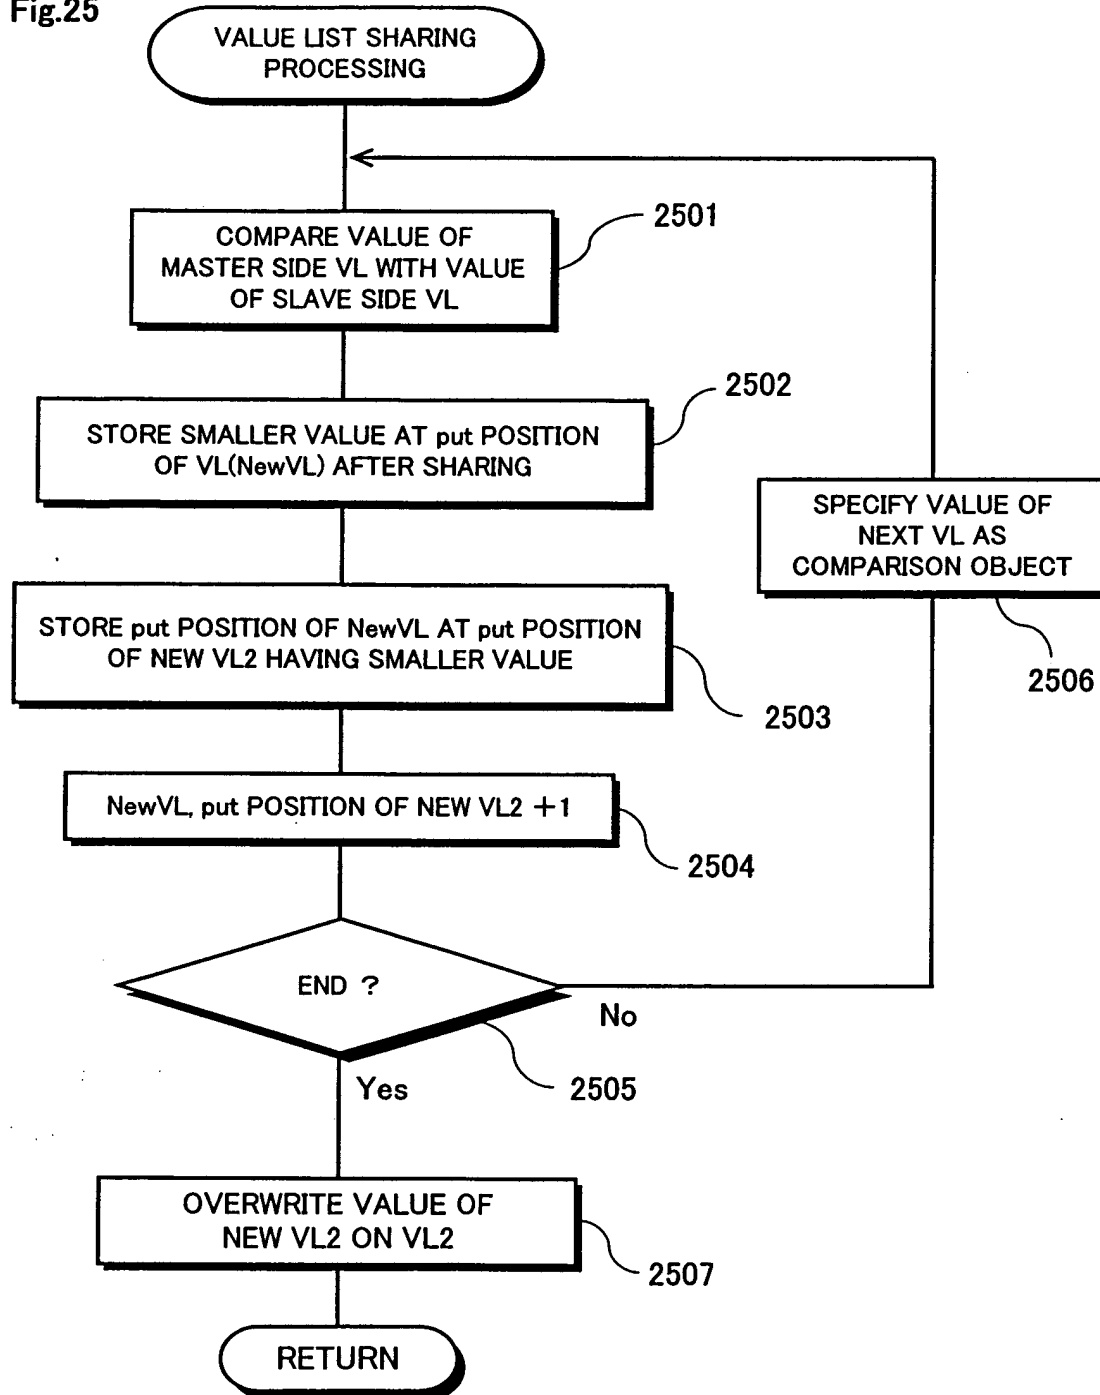 Fig.25
VALUE LIST SHARING
PROCESSING
2501
COMPARE VALUE OF
MASTER SIDE VL WITH VALUE
OF SLAVE SIDE VL
2502
STORE SMALLER VALUE AT put POSITION
OF VL(NewVL) AFTER SHARING
SPECIFY VALUE OF
NEXT VL AS
COMPARISON OBJECT
2506
STORE put POSITION OF NewVL AT put POSITION
OF NEW VL2 HAVING SMALLER VALUE
2503
NewVL, put POSITION OF NEW VL2 +1
2504
END ?
No
Yes
2505
OVERWRITE VALUE OF
NEW VL2 ON VL2
2507
RETURN